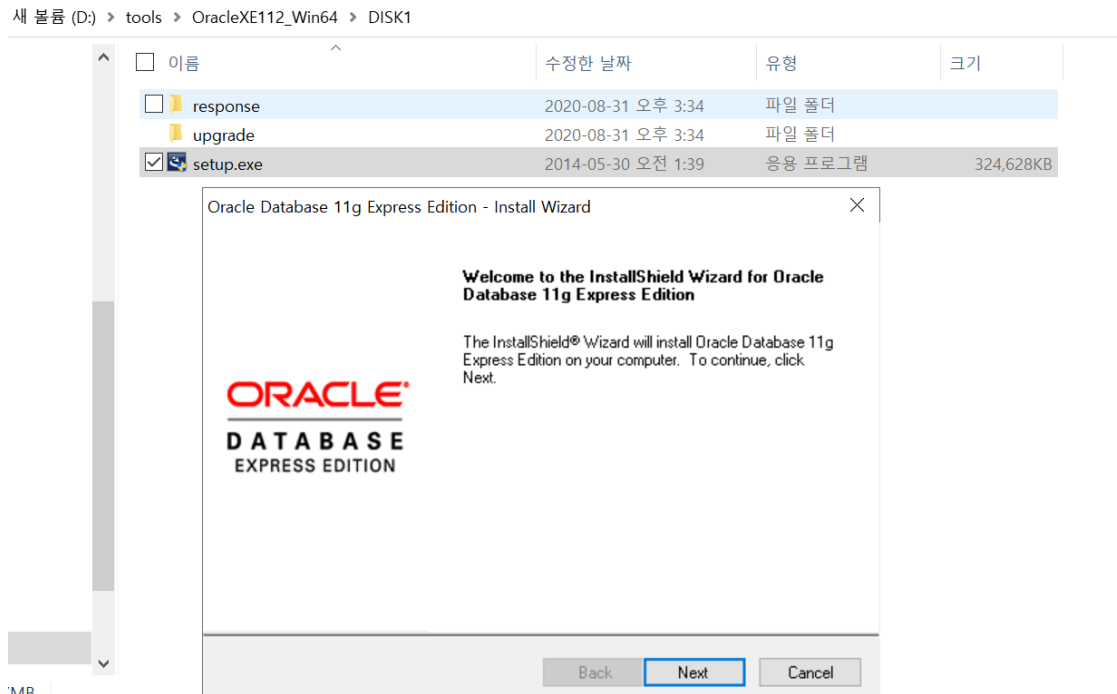 새 볼륨 (D:) > tools > OracleXE112_Win64 > DISK1
이름 수정한 날짜 유형 크기
response 2020-08-31 오후 3:34 파일 폴더
upgrade 2020-08-31 오후 3:34 파일 폴더
setup.exe 2014-05-30 오전 1:39 응용 프로그램 324,628KB
Oracle Database 11g Express Edition - Install Wizard
Welcome to the InstallShield Wizard for Oracle
Database 11g Express Edition
The InstallShield® Wizard will install Oracle Database 11g
Express Edition on your computer. To continue, click
Next.
ORACLE®
DATABASE
EXPRESS EDITION
Back Next Cancel